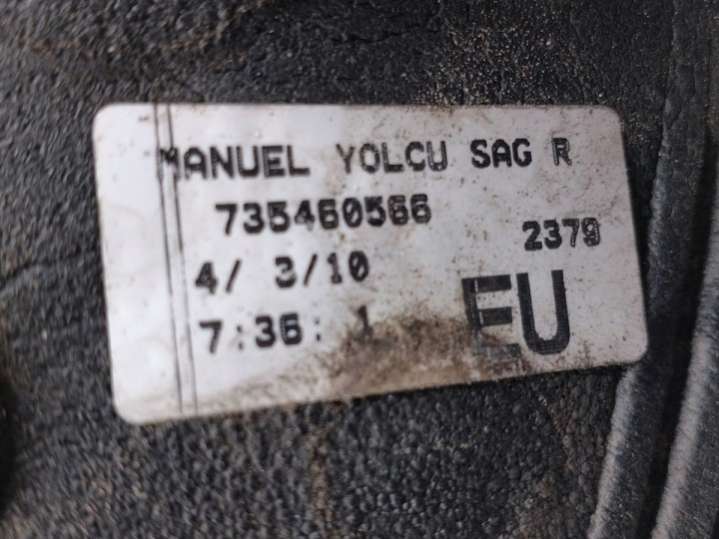 MANUEL YOLCU SAG R
735460566
2379
4/ 3/10
7:36: 1
EU